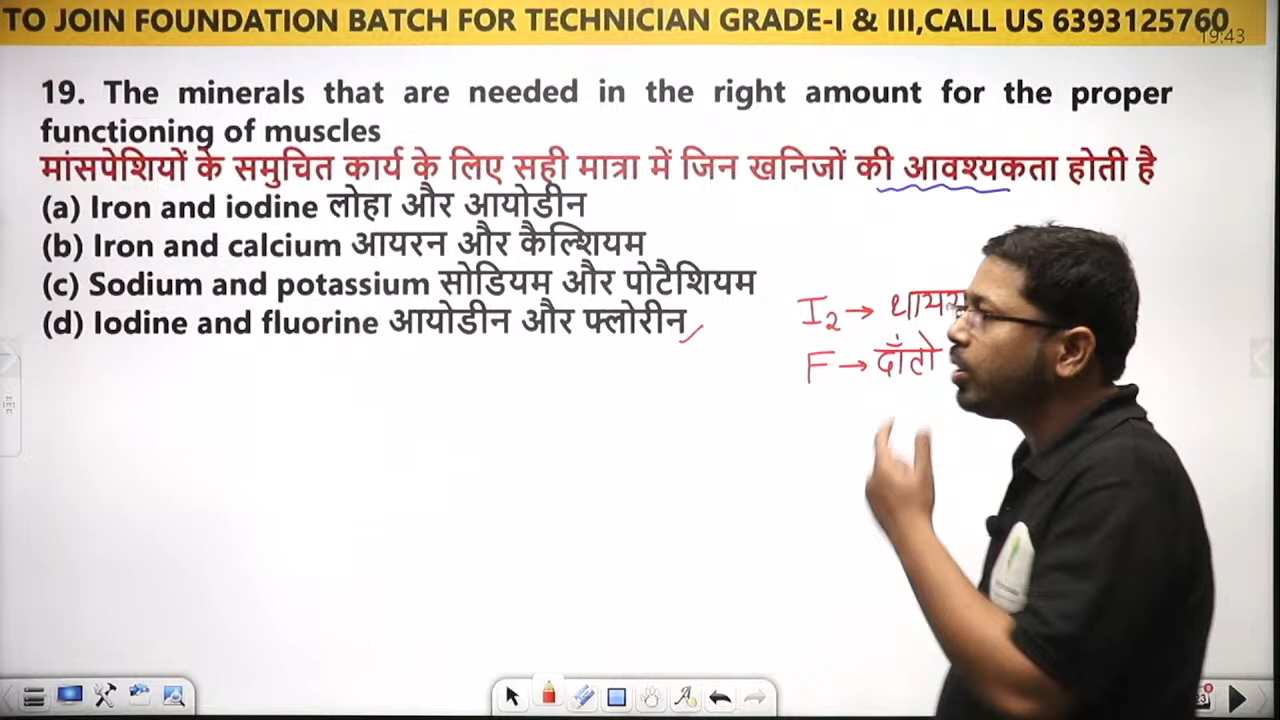 TO JOIN FOUNDATION BATCH FOR TECHNICIAN GRADE-I & III,CALL US 6393125760
19:43
19. The minerals that are needed in the right amount for the proper
functioning of muscles
मांसपेशियों के समुचित कार्य के लिए सही मात्रा में जिन खनिजों की आवश्यकता होती है
(a) Iron and iodine लोहा और आयोडीन
(b) Iron and calcium आयरन और कैल्शियम
(c) Sodium and potassium सोडियम और पोटैशियम
(d) Iodine and fluorine आयोडीन और फ्लोरीन
I₂ →
F → दाँतो